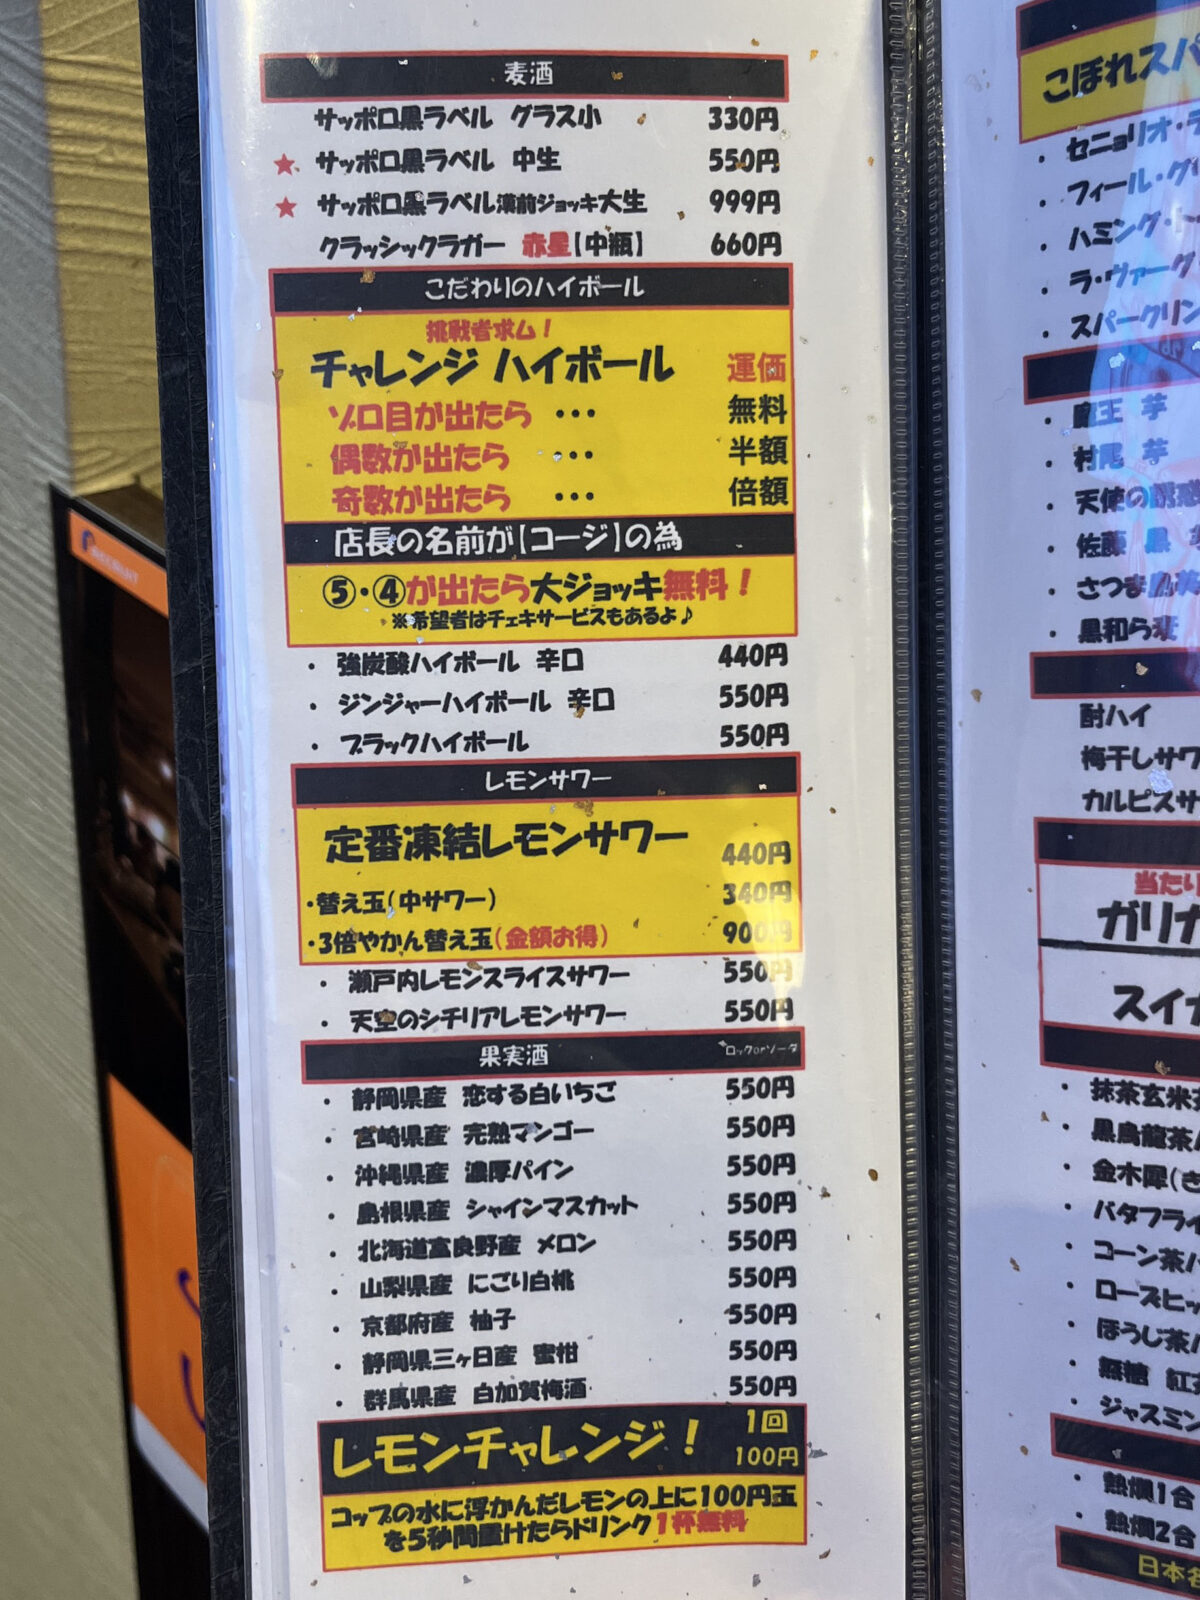 麦酒
サッポロ黒ラベル グラス小 330円
★ サッポロ黒ラベル 中生 550円
★ サッポロ黒ラベル漢前ジョッキ大生 999円
クラッシックラガー 赤星【中瓶】 660円
こだわりのハイボール
挑戦者求ム！
チャレンジ ハイボール 運価
ゾロ目が出たら ・・・ 無料
偶数が出たら ・・・ 半額
奇数が出たら ・・・ 倍額
店長の名前が【コージ】の為
⑤・④が出たら大ジョッキ無料！
※希望者はチェキサービスもあるよ♪
・ 強炭酸ハイボール 辛口 440円
・ ジンジャーハイボール 辛口 550円
・ ブラックハイボール 550円
レモンサワー
定番凍結レモンサワー 440円
・替え玉(中サワー) 340円
・3倍やかん替え玉(金額お得) 900円
・ 瀬戸内レモンスライスサワー 550円
・ 天空のシチリアレモンサワー 550円
果実酒 ロックorソーダ
・ 静岡県産 恋する白いちご 550円
・ 宮崎県産 完熟マンゴー 550円
・ 沖縄県産 濃厚パイン 550円
・ 島根県産 シャインマスカット 550円
・ 北海道富良野産 メロン 550円
・ 山梨県産 にごり白桃 550円
・ 京都府産 柚子 550円
・ 静岡県三ヶ日産 蜜柑 550円
・ 群馬県産 白加賀梅酒 550円
レモンチャレンジ！ 1回 100円
コップの水に浮かんだレモンの上に100円玉
を5秒間置けたらドリンク1杯無料
こぼれスパ
・ セニョリオ・
・ フィール・グ
・ ハミング・
・ ラ・ヴァーグ
・ スパークリン
・ 魔王 芋
・ 村尾 芋
・ 天使の誘惑
・ 佐藤 黒
・ さつま島
・ 黒和ら
酎ハイ
梅干しサワ
カルピスサ
当たり
ガリガ
スイカ
・ 抹茶玄米茶
・ 黒烏龍茶
・ 金木犀(き
・ バタフライ
・ コーン茶
・ ローズヒッ
・ ほうじ茶
・ 無糖 紅茶
・ ジャスミン
・ 熱燗1合
・ 熱燗2合
日本